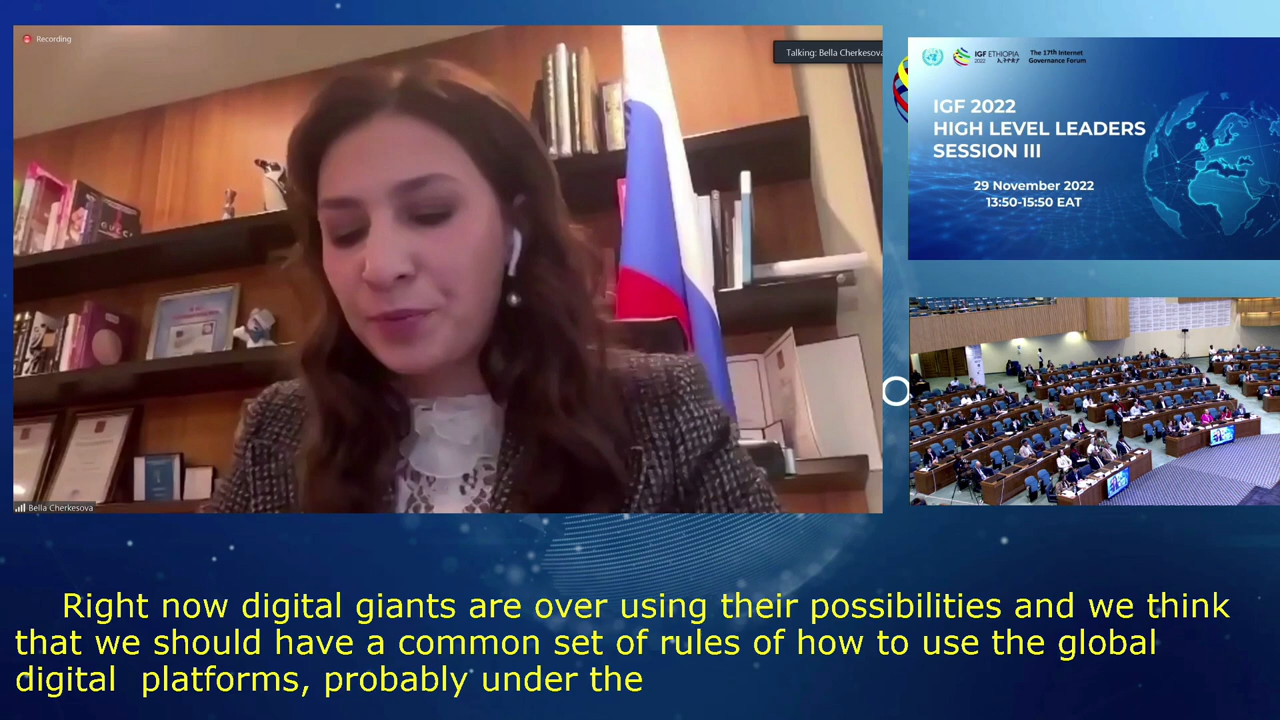 Recording
Talking: Bella Cherkesova
IGF ETHIOPIA
2022 ኢትዮጵያ
The 17th Internet
Governance Forum
IGF 2022
HIGH LEVEL LEADERS
SESSION III
29 November 2022
13:50-15:50 EAT
GUCCI
Bella Cherkesova
Right now digital giants are over using their possibilities and we think
that we should have a common set of rules of how to use the global
digital platforms, probably under the